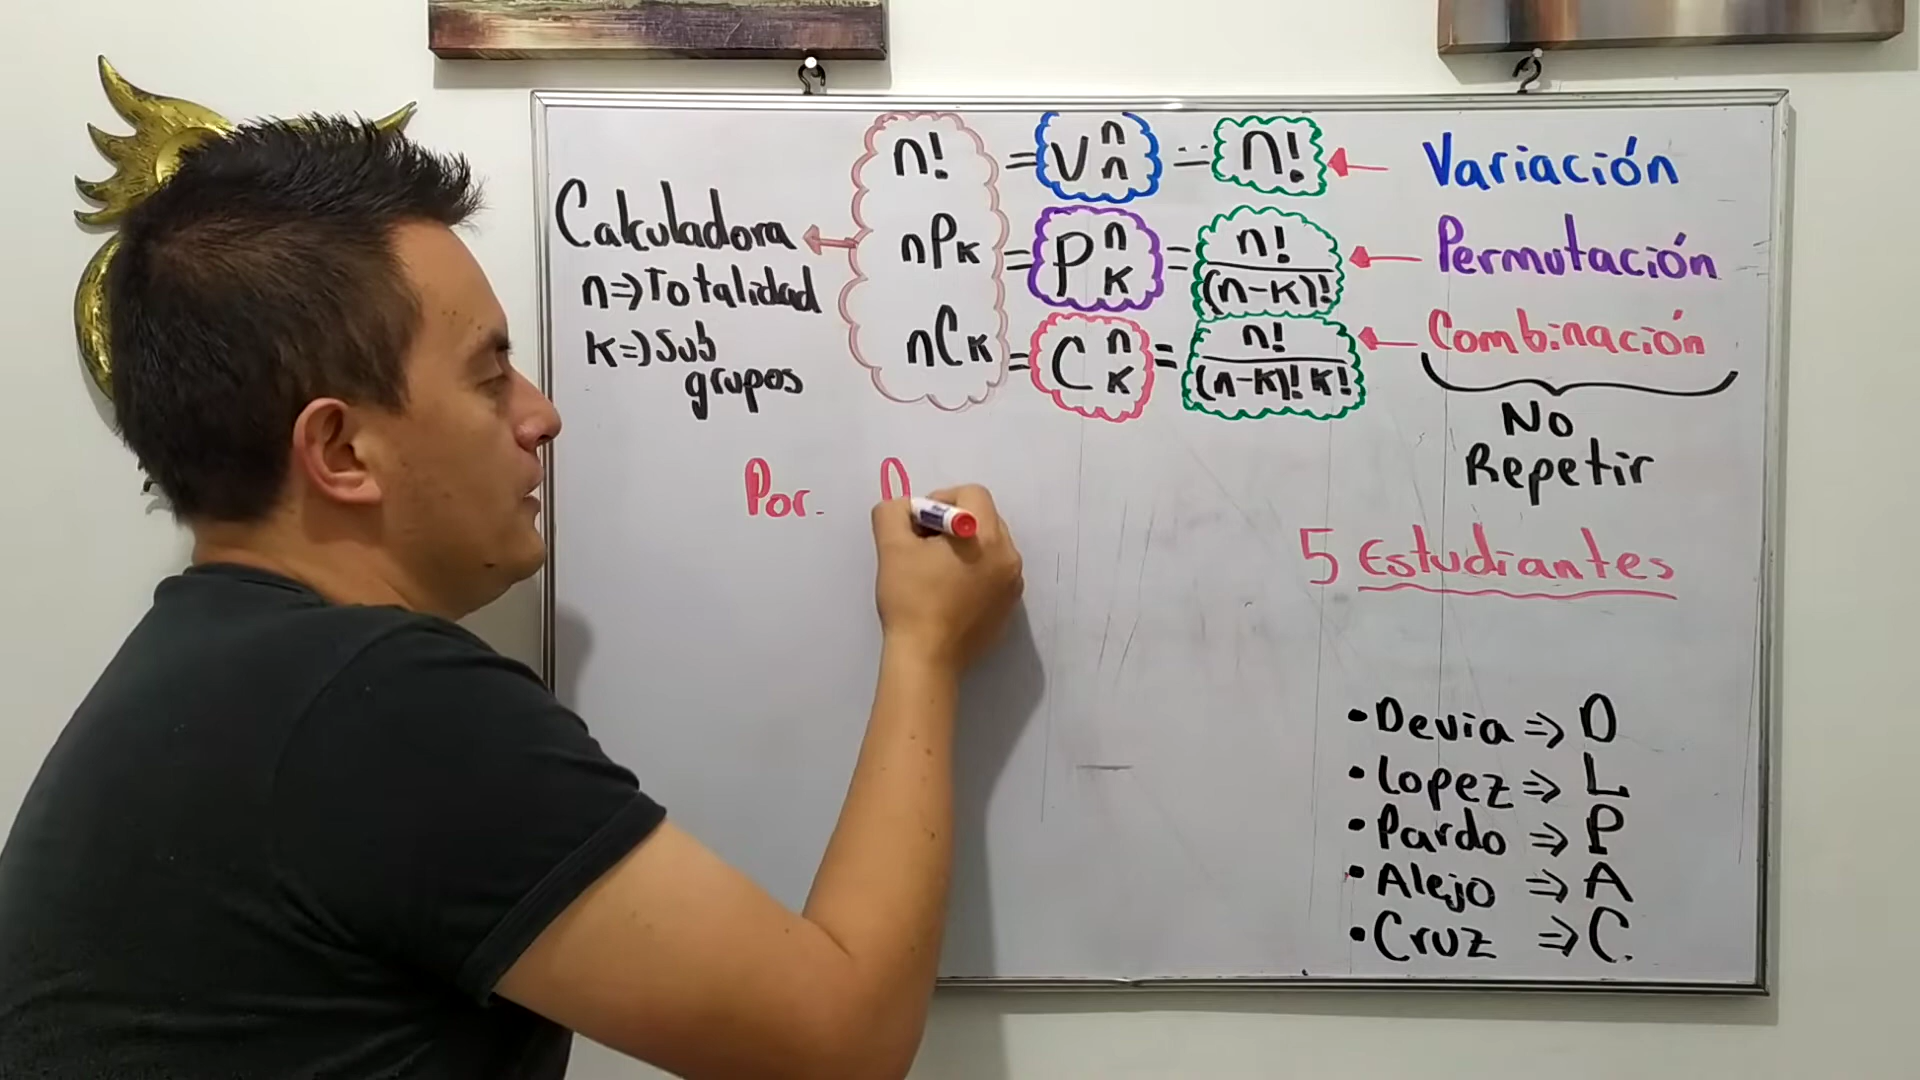 n! = V n n = n! ← Variación
Calculadora ← nPk = P n k = n!/(n-k)! ← Permutación
n⇒Totalidad
nCk = C n k = n!/(n-k)!k! ← Combinación
k⇒Sub
grupos
No
Repetir
Por.
5 Estudiantes
•Devia ⇒ D
•Lopez ⇒ L
•Pardo ⇒ P
•Alejo ⇒ A
•Cruz ⇒ C.